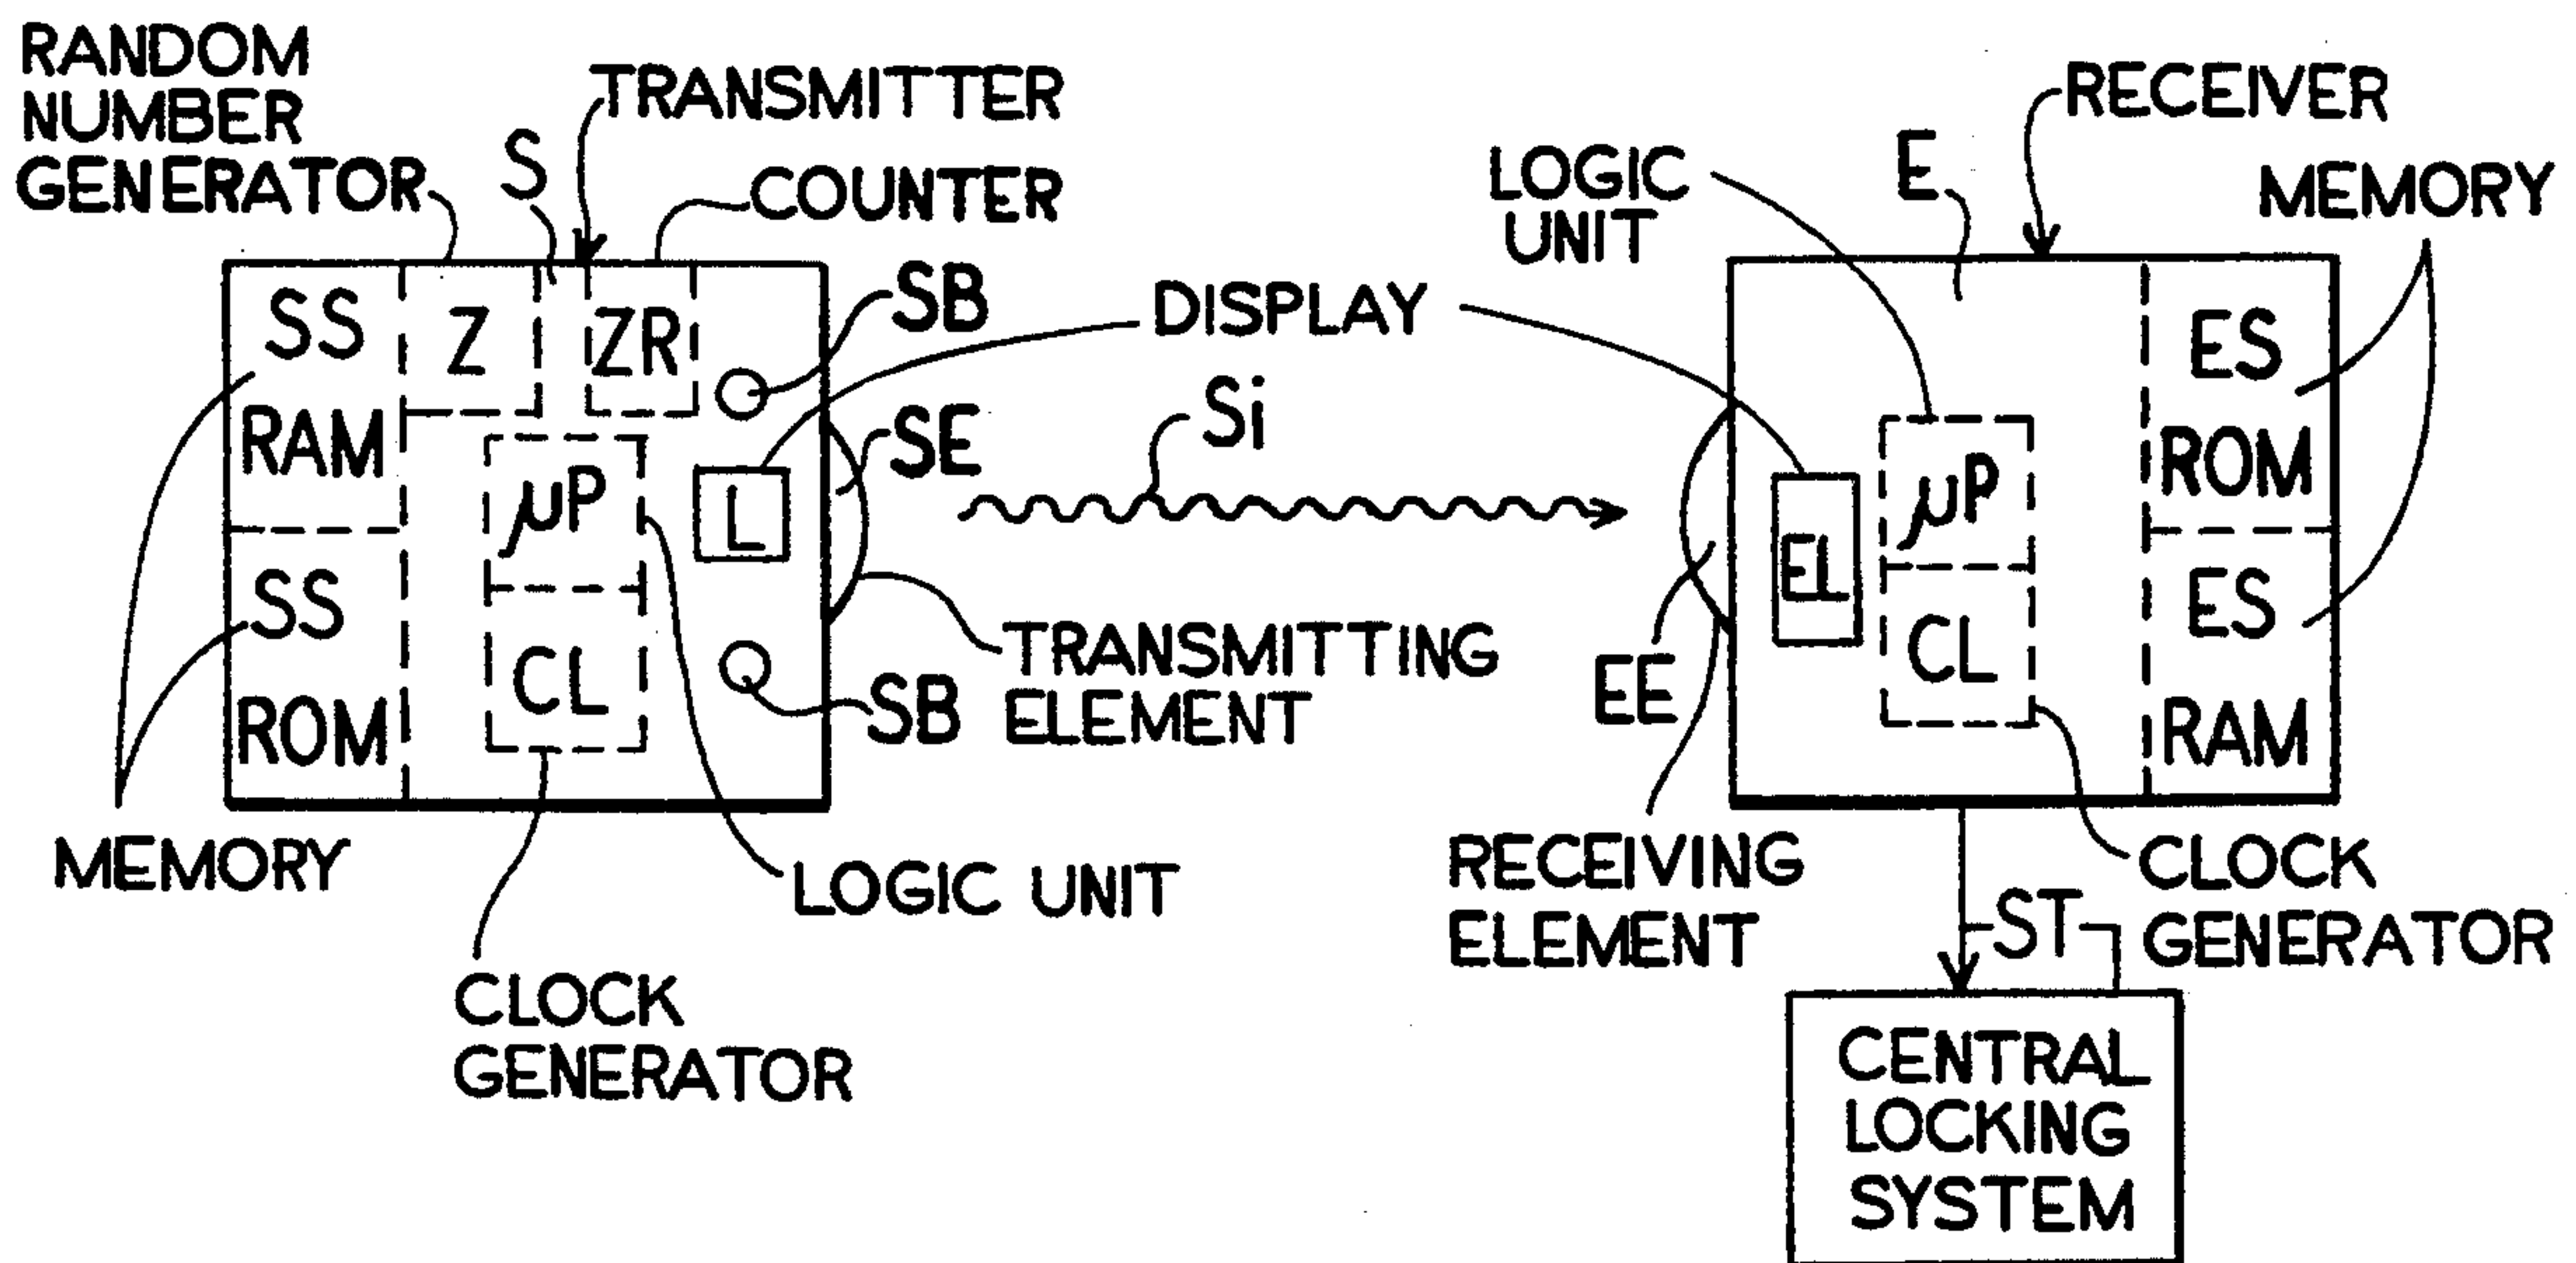 RANDOM
NUMBER
GENERATOR
S
TRANSMITTER
COUNTER
SS
RAM
Z
ZR
SB
SE
µP
L
SS
ROM
CL
SB
TRANSMITTING
ELEMENT
MEMORY
LOGIC UNIT
CLOCK
GENERATOR
DISPLAY
Si
LOGIC
UNIT
E
RECEIVER
MEMORY
ES
ROM
µP
EL
CL
ES
RAM
EE
RECEIVING
ELEMENT
CLOCK
GENERATOR
ST
CENTRAL
LOCKING
SYSTEM